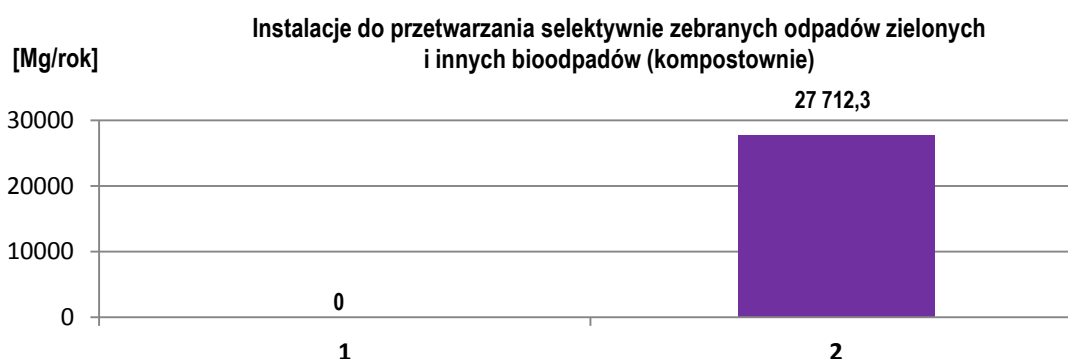 Instalacje do przetwarzania selektywnie zebranych odpadów zielonych
i innych bioodpadów (kompostownie)
[Mg/rok]
27 712,3
30000
20000
10000
0
0
1
2